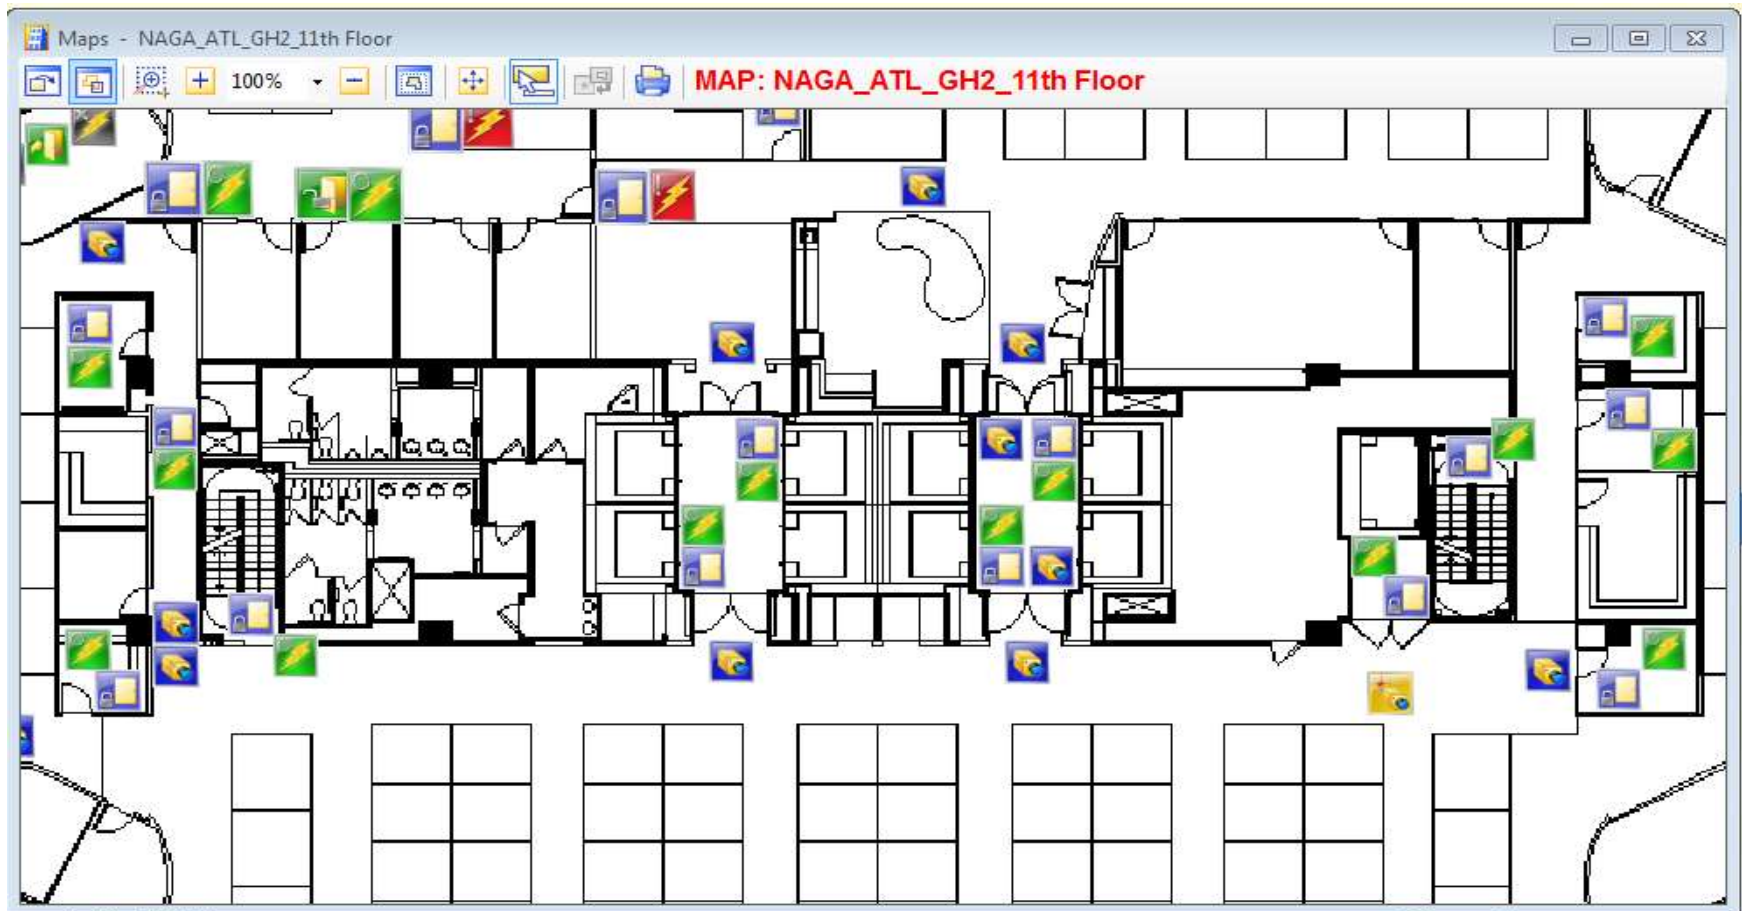 Maps - NAGA_ATL_GH2_11th Floor
100%
MAP: NAGA_ATL_GH2_11th Floor